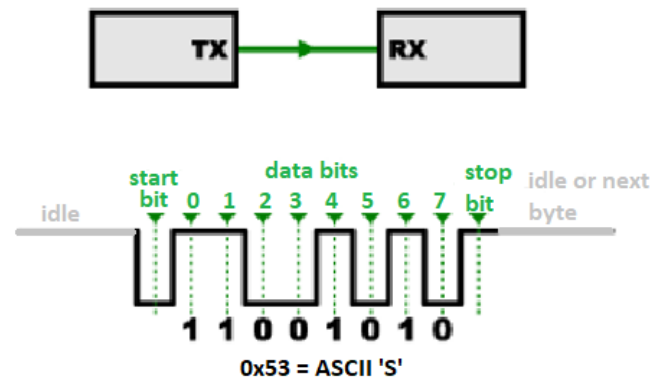 TX RX
start bit
data bits
stop bit
idle
idle or next byte
0 1 2 3 4 5 6 7
1 1 0 0 1 0 1 0
0x53 = ASCII 'S'